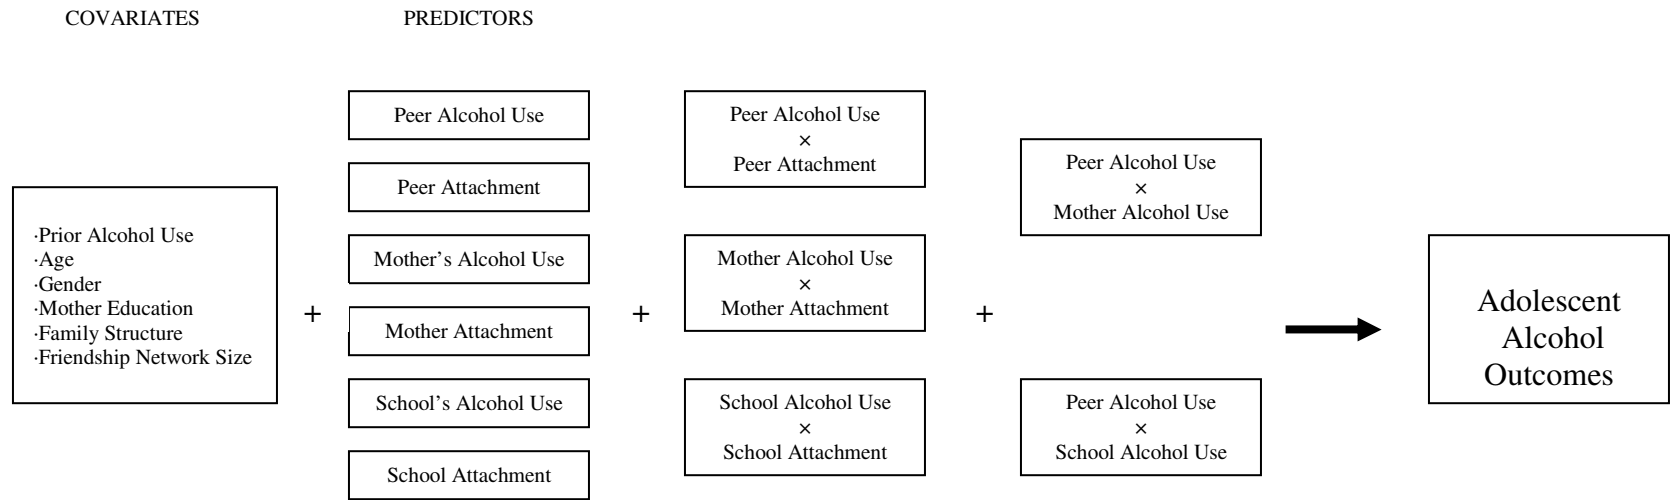 COVARIATES
PREDICTORS
·Prior Alcohol Use
·Age
·Gender
·Mother Education
·Family Structure
·Friendship Network Size
+
Peer Alcohol Use
Peer Attachment
Mother's Alcohol Use
Mother Attachment
School's Alcohol Use
School Attachment
+
Peer Alcohol Use
×
Peer Attachment
Mother Alcohol Use
×
Mother Attachment
School Alcohol Use
×
School Attachment
+
Peer Alcohol Use
×
Mother Alcohol Use
Peer Alcohol Use
×
School Alcohol Use
Adolescent
Alcohol
Outcomes